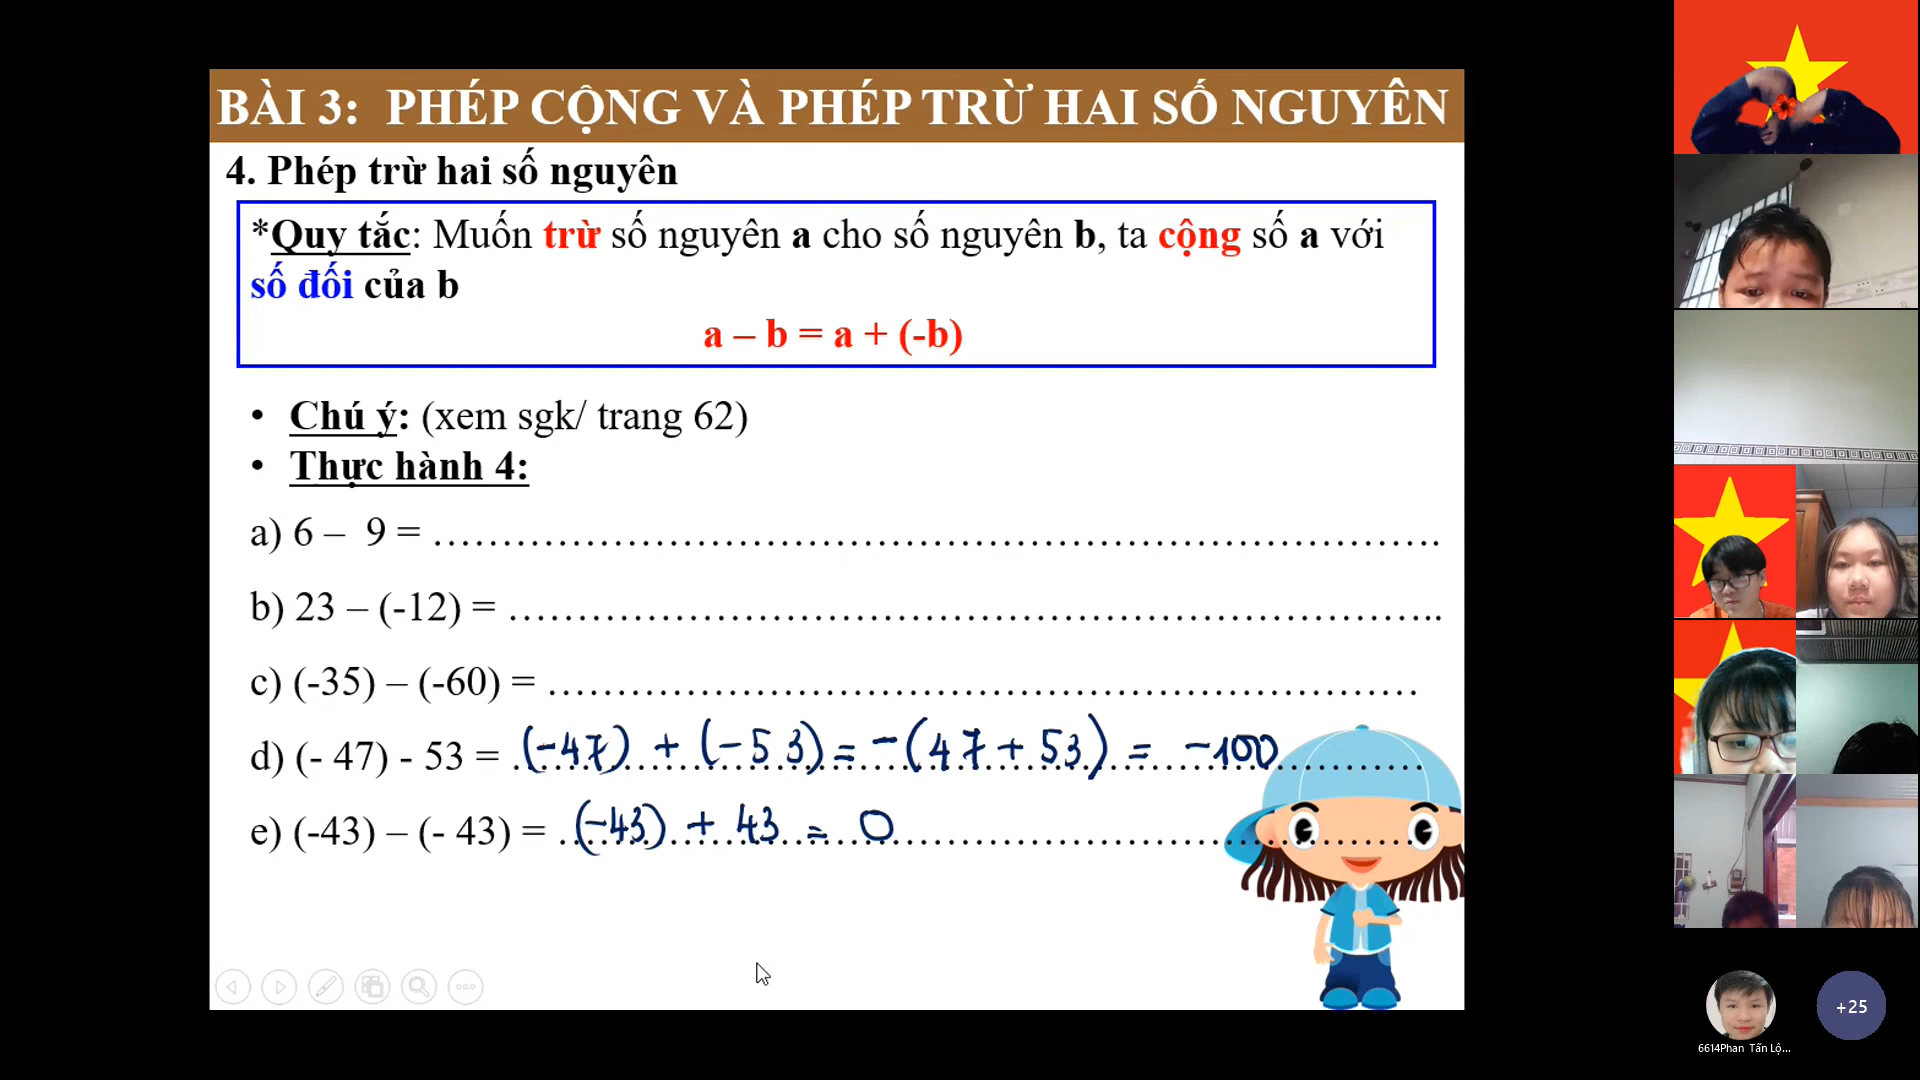 BÀI 3: PHÉP CỘNG VÀ PHÉP TRỪ HAI SỐ NGUYÊN
4. Phép trừ hai số nguyên
*Quy tắc: Muốn trừ số nguyên a cho số nguyên b, ta cộng số a với
số đối của b
a – b = a + (-b)
• Chú ý: (xem sgk/ trang 62)
• Thực hành 4:
a) 6 – 9 = ……………………………………………………………….
b) 23 – (-12) = …………………………………………………………..
c) (-35) – (-60) = ………………………………………………………
d) (- 47) - 53 = (-47) + (-53) = -(47 + 53) = -100
e) (-43) – (- 43) = (-43) + 43 = 0
+25
6614Phan Tấn Lộ...